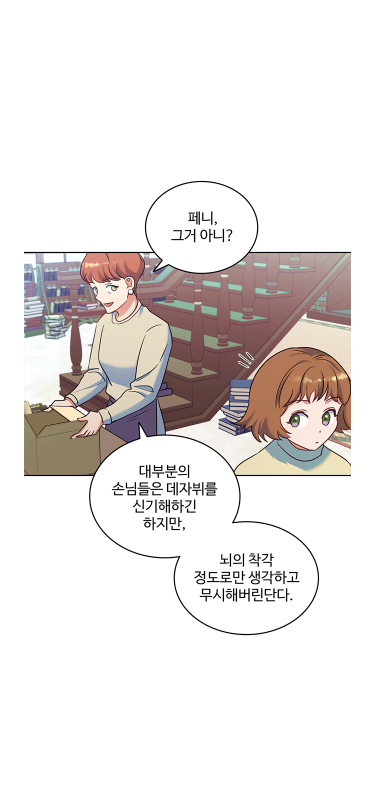 페니,
그거 아니?
대부분의
손님들은 데자뷔를
신기해하긴
하지만,
뇌의 착각
정도로만 생각하고
무시해버린단다.